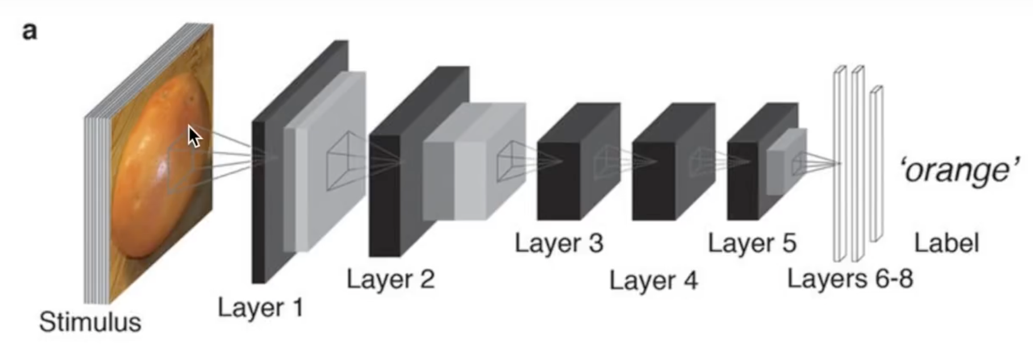 a
Stimulus
Layer 1
Layer 2
Layer 3
Layer 4
Layer 5
Layers 6-8
'orange'
Label